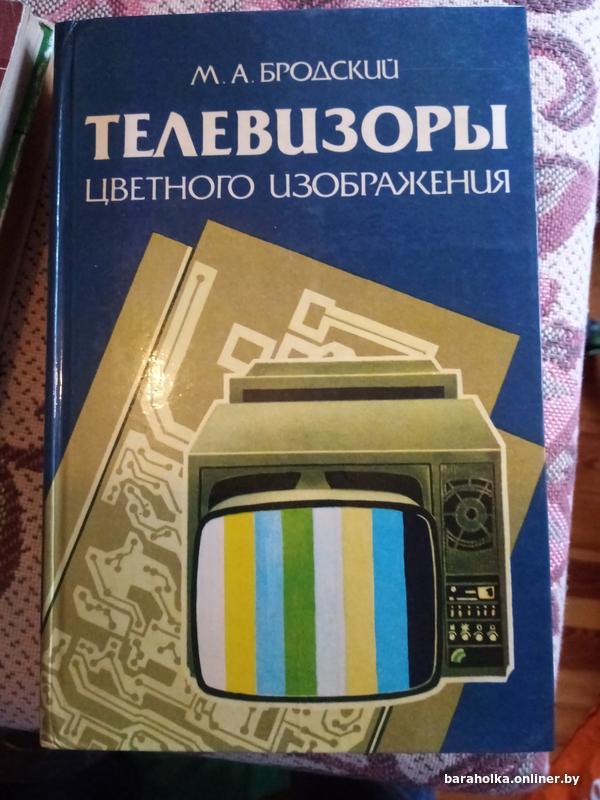 М. А. БРОДСКИЙ
ТЕЛЕВИЗОРЫ
ЦВЕТНОГО ИЗОБРАЖЕНИЯ
baraholka.onliner.by